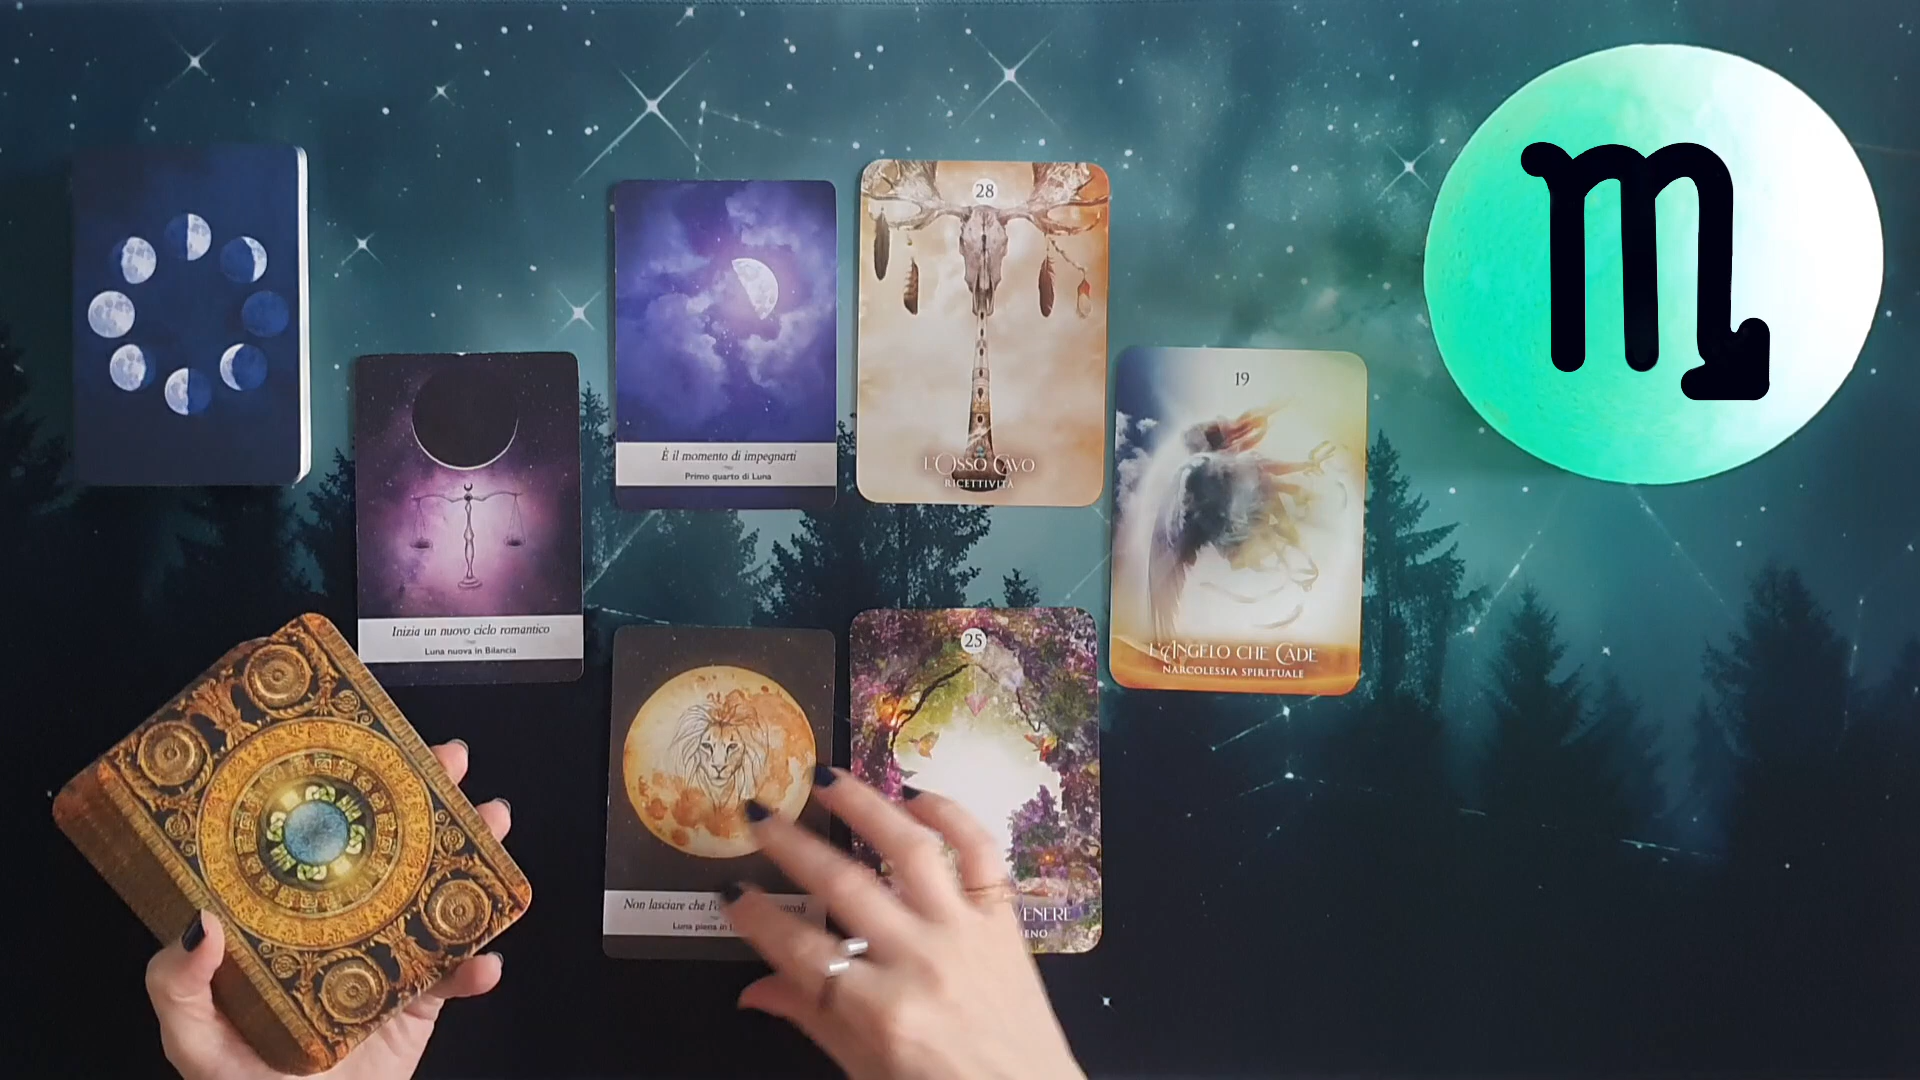 28
È il momento di impegnarti
Primo quarto di Luna
L'Osso Cavo
Ricettività
19
L'Angelo che Cade
Narcolessia Spirituale
Inizia un nuovo ciclo romantico
Luna nuova in Bilancia
25
Non lasciare che l'o
Luna piena in
Venere